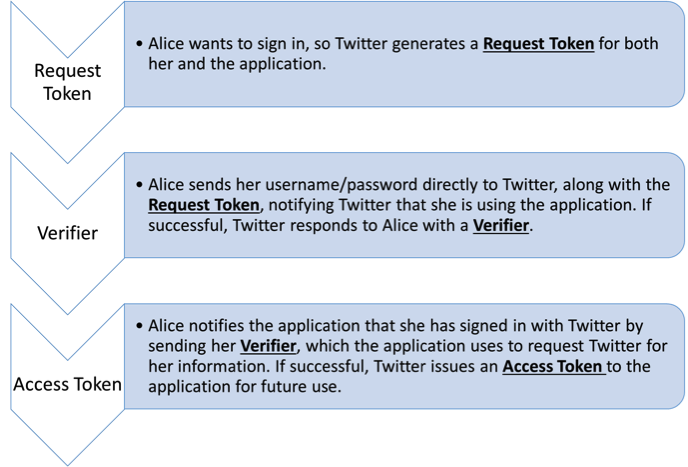 Request
Token
• Alice wants to sign in, so Twitter generates a Request Token for both
her and the application.
Verifier
• Alice sends her username/password directly to Twitter, along with the
Request Token, notifying Twitter that she is using the application. If
successful, Twitter responds to Alice with a Verifier.
Access Token
• Alice notifies the application that she has signed in with Twitter by
sending her Verifier, which the application uses to request Twitter for
her information. If successful, Twitter issues an Access Token to the
application for future use.